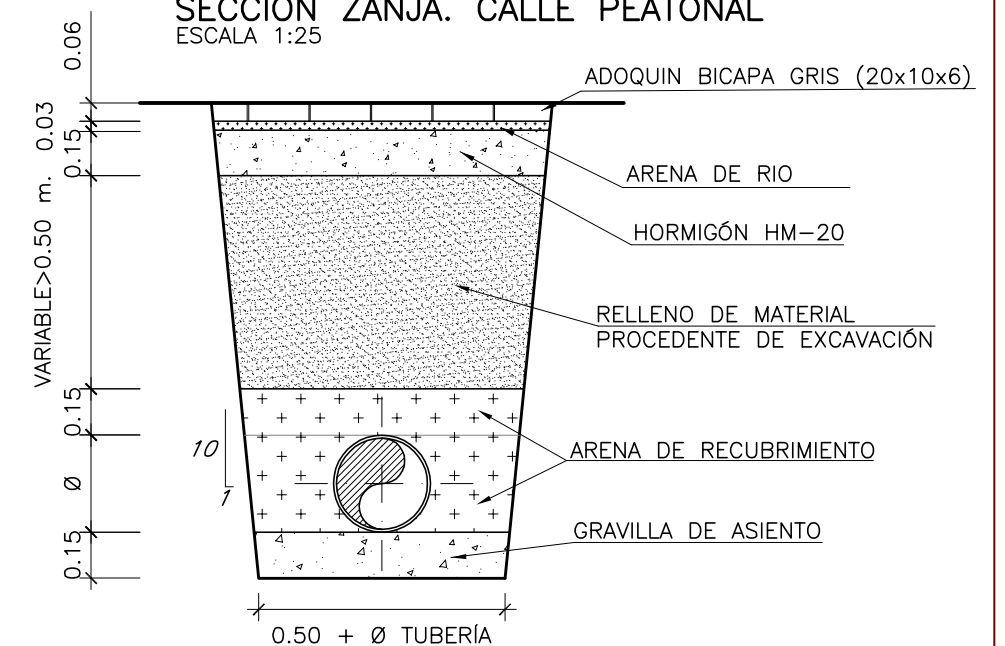 SECCION ZANJA. CALLE PEATONAL
ESCALA 1:25
0.06
ADOQUIN BICAPA GRIS (20x10x6)
0.03
0.15
ARENA DE RIO
HORMIGÓN HM-20
VARIABLE>0.50 m.
RELLENO DE MATERIAL
PROCEDENTE DE EXCAVACIÓN
0.15
10
1
ARENA DE RECUBRIMIENTO
Ø
GRAVILLA DE ASIENTO
0.15
0.50 + Ø TUBERÍA